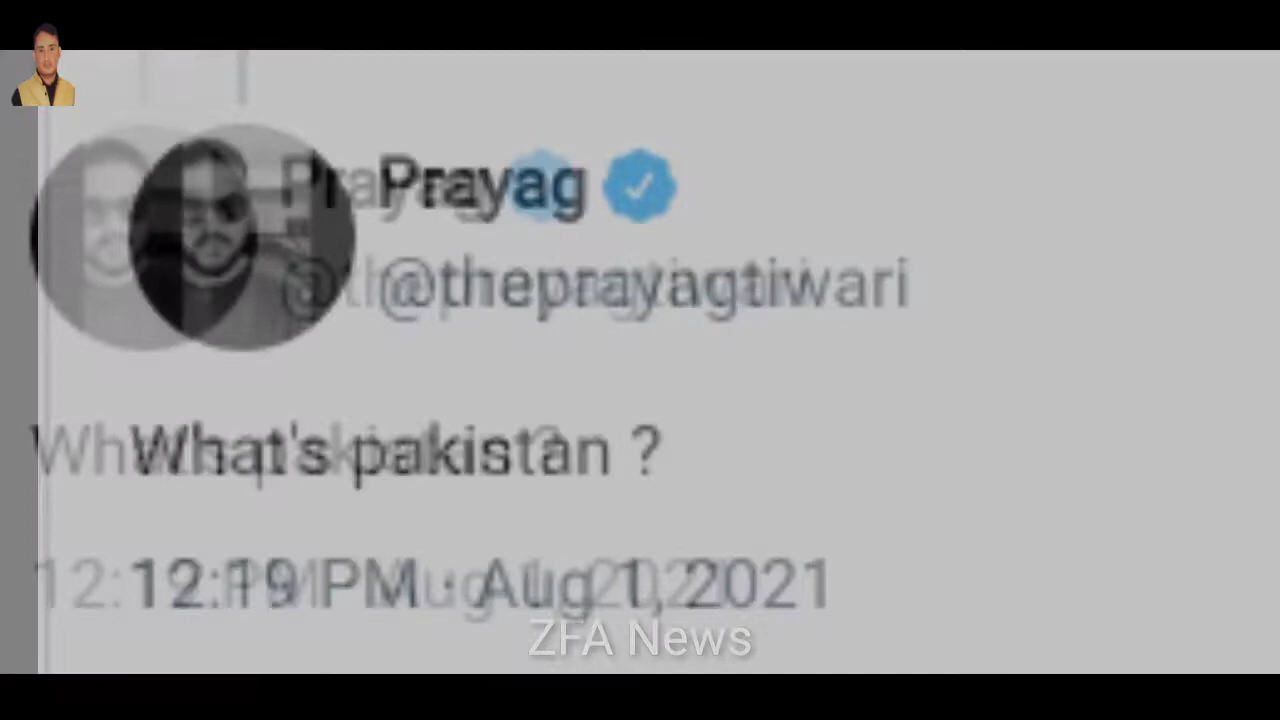 Prayag
@theprayagtiwari
What's pakistan ?
12:19 PM · Aug 1, 2021
ZFA News